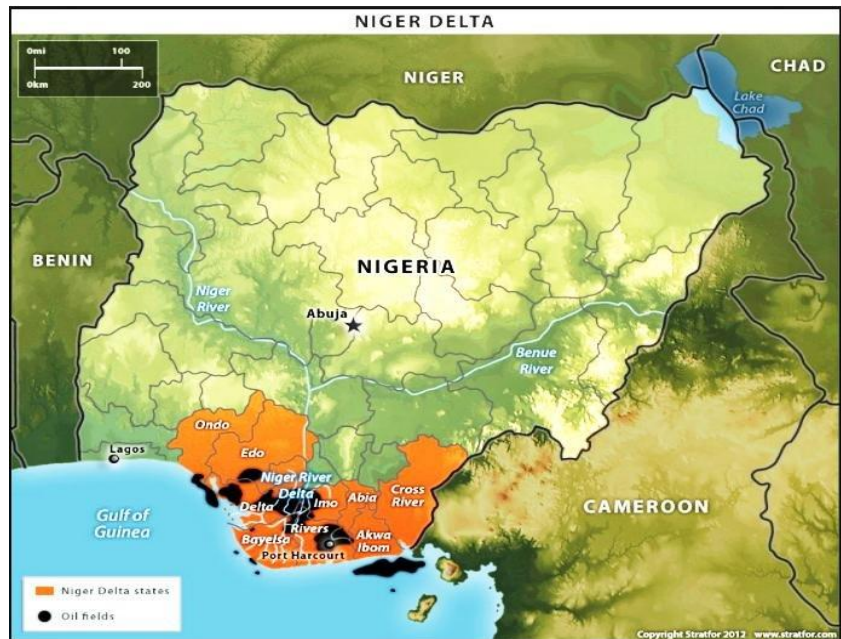 NIGER DELTA
0mi 100
0km 200
NIGER
CHAD
Lake
Chad
BENIN
NIGERIA
Niger
River
Abuja
Benue
River
Ondo
Edo
Lagos
Niger River
Delta
Delta
Imo
Abia
Cross
River
Gulf of
Guinea
Rivers
Bayelsa
Akwa
Ibom
Port Harcourt
CAMEROON
Niger Delta states
Oil fields
Copyright Stratfor 2012 www.stratfor.com